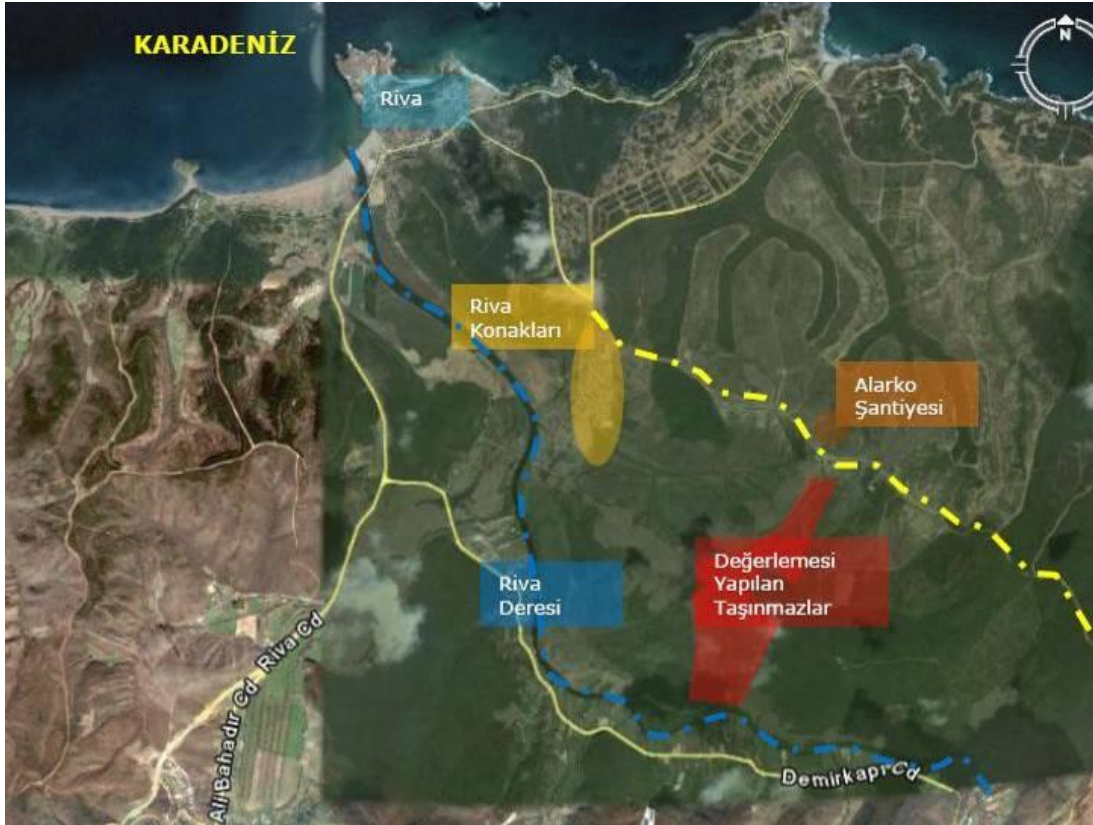 KARADENİZ
N
Riva
Riva
Konakları
Alarko
Şantiyesi
Değerlemesi
Yapılan
Taşınmazlar
Riva
Deresi
Ali Bahadır Cd
Riva Cd
Demirkapı Cd